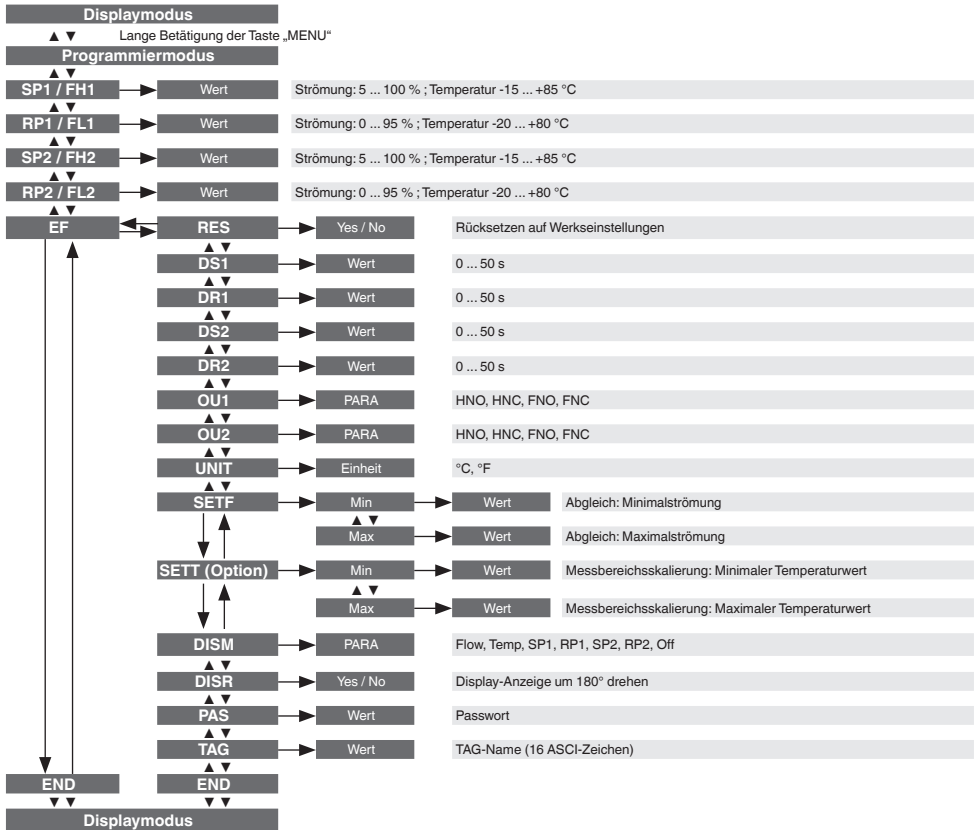 Displaymodus
▲ ▼ Lange Betätigung der Taste „MENU“
Programmiermodus
▲ ▼
SP1 / FH1 Wert Strömung: 5 ... 100 % ; Temperatur -15 ... +85 °C
▲ ▼
RP1 / FL1 Wert Strömung: 0 ... 95 % ; Temperatur -20 ... +80 °C
▲ ▼
SP2 / FH2 Wert Strömung: 5 ... 100 % ; Temperatur -15 ... +85 °C
▲ ▼
RP2 / FL2 Wert Strömung: 0 ... 95 % ; Temperatur -20 ... +80 °C
▲ ▼
EF RES Yes / No Rücksetzen auf Werkseinstellungen
▲ ▼
DS1 Wert 0 ... 50 s
▲ ▼
DR1 Wert 0 ... 50 s
▲ ▼
DS2 Wert 0 ... 50 s
▲ ▼
DR2 Wert 0 ... 50 s
▲ ▼
OU1 PARA HNO, HNC, FNO, FNC
▲ ▼
OU2 PARA HNO, HNC, FNO, FNC
▲ ▼
UNIT Einheit °C, °F
▲ ▼
SETF Min Wert Abgleich: Minimalströmung
▲ ▼
Max Wert Abgleich: Maximalströmung
SETT (Option) Min Wert Messbereichsskalierung: Minimaler Temperaturwert
▲ ▼
Max Wert Messbereichsskalierung: Maximaler Temperaturwert
DISM PARA Flow, Temp, SP1, RP1, SP2, RP2, Off
▲ ▼
DISR Yes / No Display-Anzeige um 180° drehen
▲ ▼
PAS Wert Passwort
▲ ▼
TAG Wert TAG-Name (16 ASCI-Zeichen)
▲ ▼
END END
▼ ▼ ▼ ▼
Displaymodus